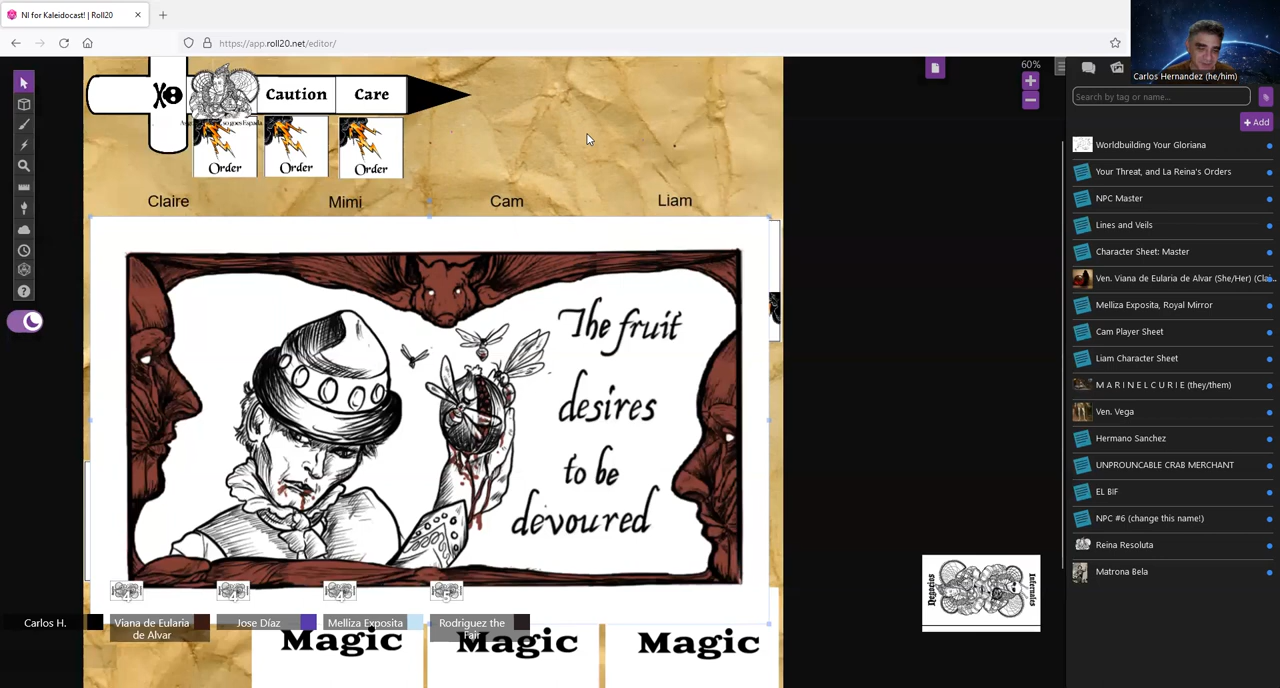 NI for Kaleidocast! | Roll20
https://app.roll20.net/editor/
60%
Carlos Hernandez (he/him)
Search by tag or name...
+ Add
Caution
Care
Order
Order
Order
Claire
Mimi
Cam
Liam
The fruit
desires
to be
devoured
Worldbuilding Your Gloriana
Your Threat, and La Reina's Orders
NPC Master
Lines and Veils
Character Sheet: Master
Ven. Viana de Eularia de Alvar (She/Her) (Clai...
Melliza Exposita, Royal Mirror
Cam Player Sheet
Liam Character Sheet
M A R I N E L C U R I E (they/them)
Ven. Vega
Hermano Sanchez
UNPROUNCABLE CRAB MERCHANT
EL BIF
NPC #6 (change this name!)
Reina Resoluta
Matrona Bela
Negocios
Infernales
Carlos H.
Viana de Eularia
de Alvar
Jose Díaz
Melliza Exposita
Rodriguez the
Fair
Magic
Magic
Magic